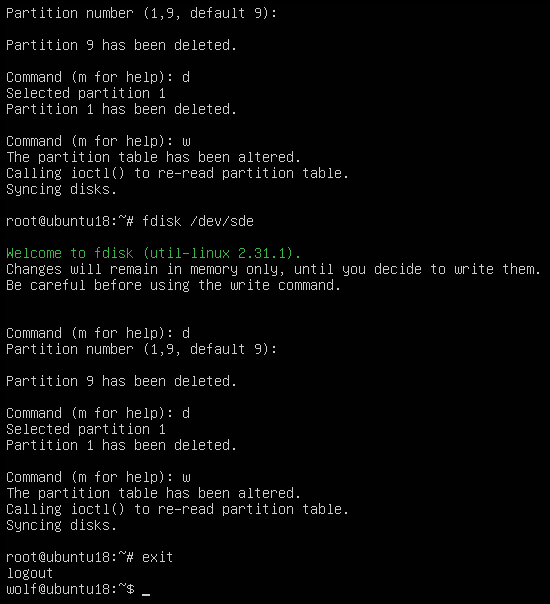 Partition number (1,9, default 9):
Partition 9 has been deleted.
Command (m for help): d
Selected partition 1
Partition 1 has been deleted.
Command (m for help): w
The partition table has been altered.
Calling ioctl() to re-read partition table.
Syncing disks.
root@ubuntu18:~# fdisk /dev/sde
Welcome to fdisk (util-linux 2.31.1).
Changes will remain in memory only, until you decide to write them.
Be careful before using the write command.
Command (m for help): d
Partition number (1,9, default 9):
Partition 9 has been deleted.
Command (m for help): d
Selected partition 1
Partition 1 has been deleted.
Command (m for help): w
The partition table has been altered.
Calling ioctl() to re-read partition table.
Syncing disks.
root@ubuntu18:~# exit
logout
wolf@ubuntu18:~$ _